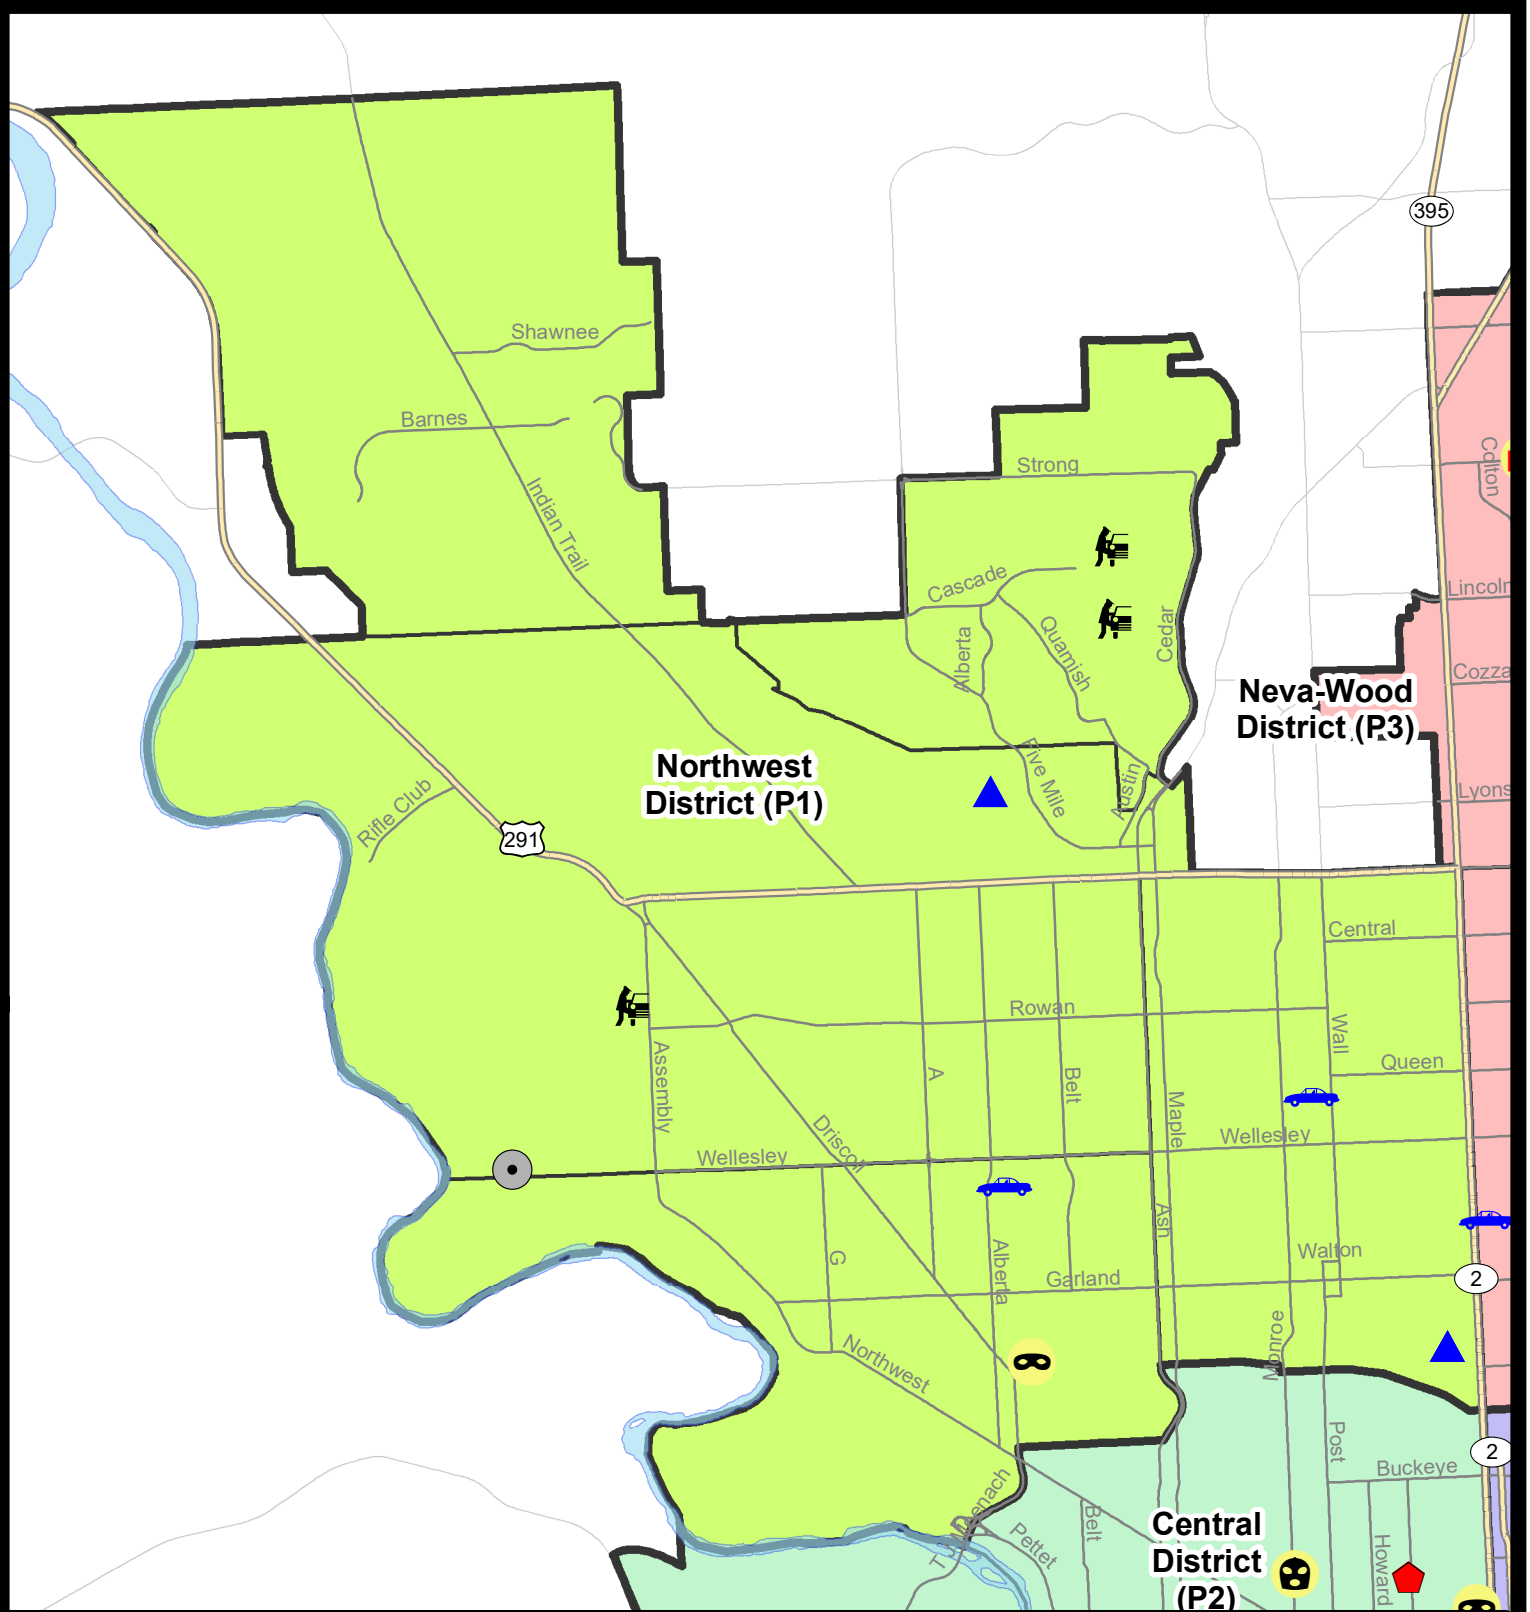 395
Shawnee
Barnes
Colton
Strong
Indian Trail
Cascade
Lincoln
Alberta
Quamish
Cedar
Cozza
Neva-Wood
District (P3)
Northwest
District (P1)
Five Mile
Austin
Lyons
Rifle Club
291
Central
Rowan
Wall
Queen
Assembly
A
Belt
Maple
Driscoll
Wellesley
Wellesley
Ash
Walton
G
Alberta
Garland
2
Monroe
Northwest
Post
2
Buckeye
Pettet
Belt
Central
District
(P2)
Howard